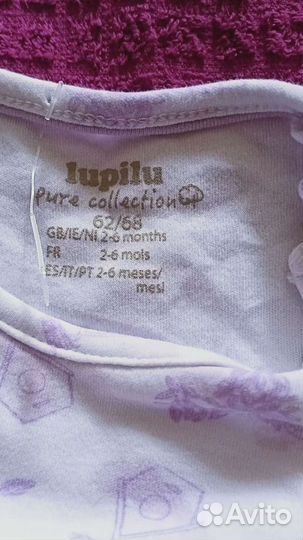 lupilu
pure collection
62/68
GB/IE/NI 2-6 months
FR 2-6 mois
ES/IT/PT 2-6 meses/
mesi
Avito